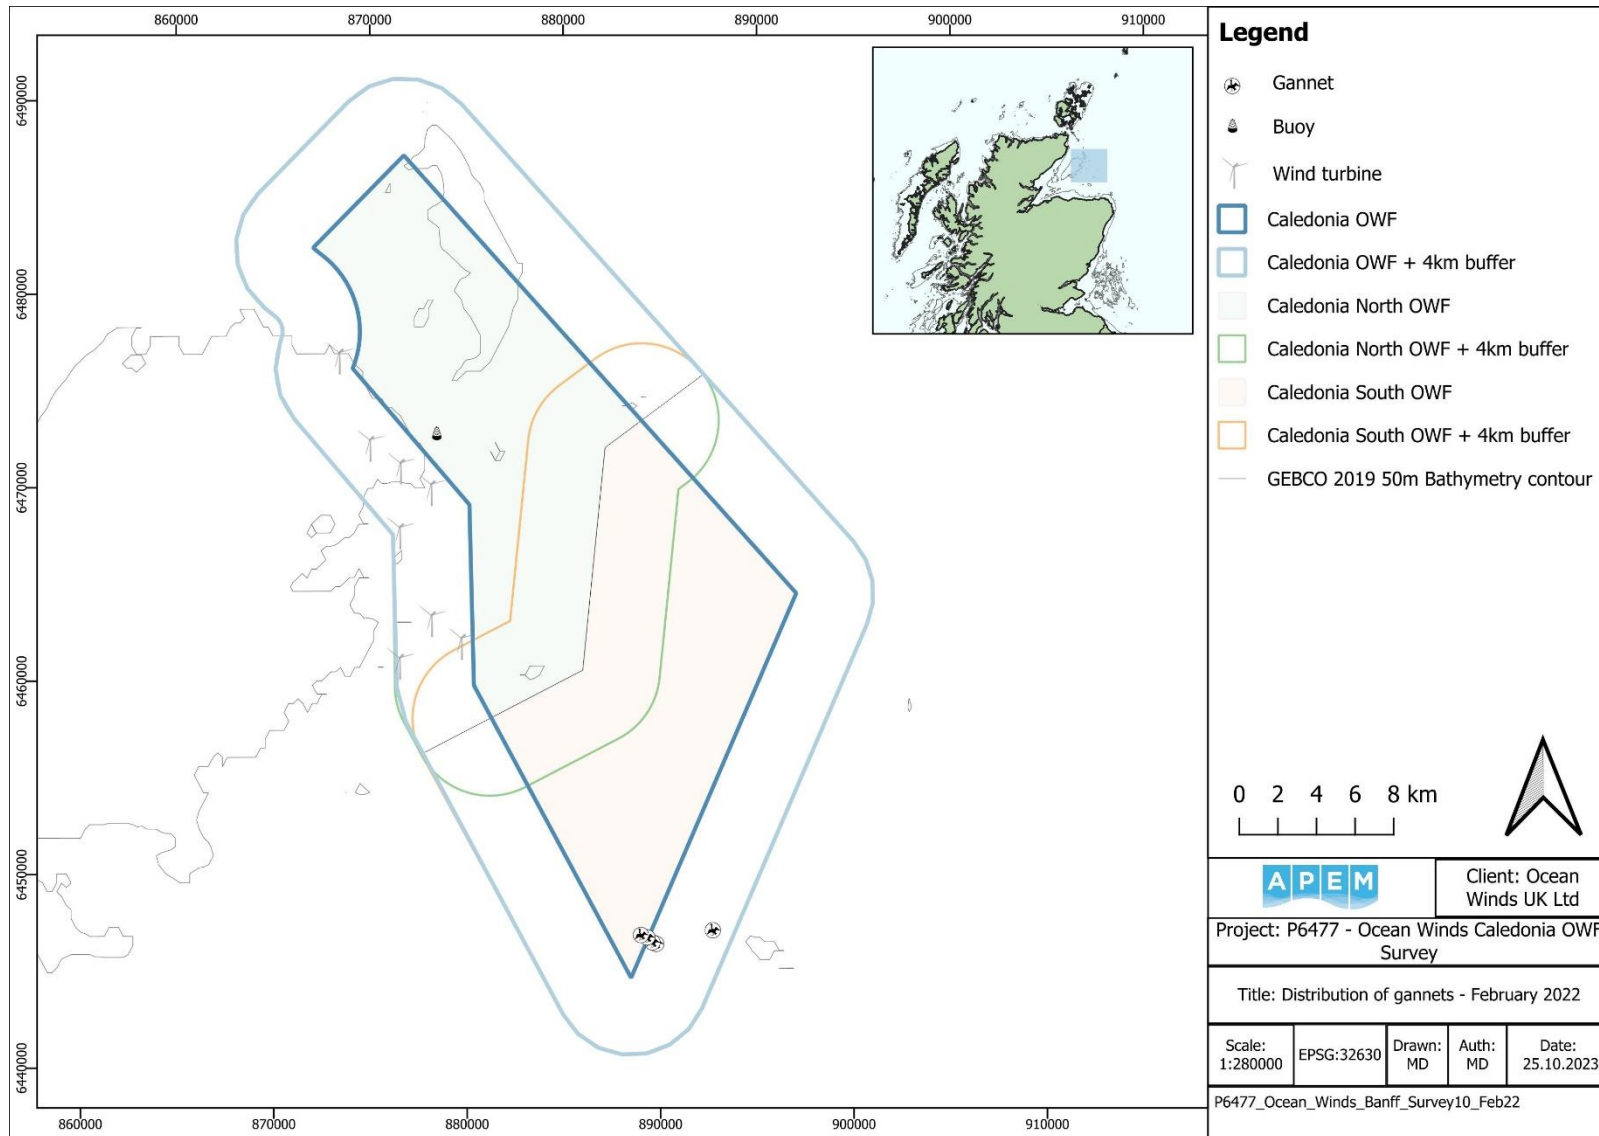 860000 870000 880000 890000 900000 910000
6490000
6480000
6470000
6460000
6450000
6440000
860000 870000 880000 890000 900000 910000
Legend
Gannet
Buoy
Wind turbine
Caledonia OWF
Caledonia OWF + 4km buffer
Caledonia North OWF
Caledonia North OWF + 4km buffer
Caledonia South OWF
Caledonia South OWF + 4km buffer
GEBCO 2019 50m Bathymetry contour
0 2 4 6 8 km
APEM
Client: Ocean
Winds UK Ltd
Project: P6477 - Ocean Winds Caledonia OWF
Survey
Title: Distribution of gannets - February 2022
Scale:
1:280000
EPSG:32630
Drawn:
MD
Auth:
MD
Date:
25.10.2023
P6477_Ocean_Winds_Banff_Survey10_Feb22